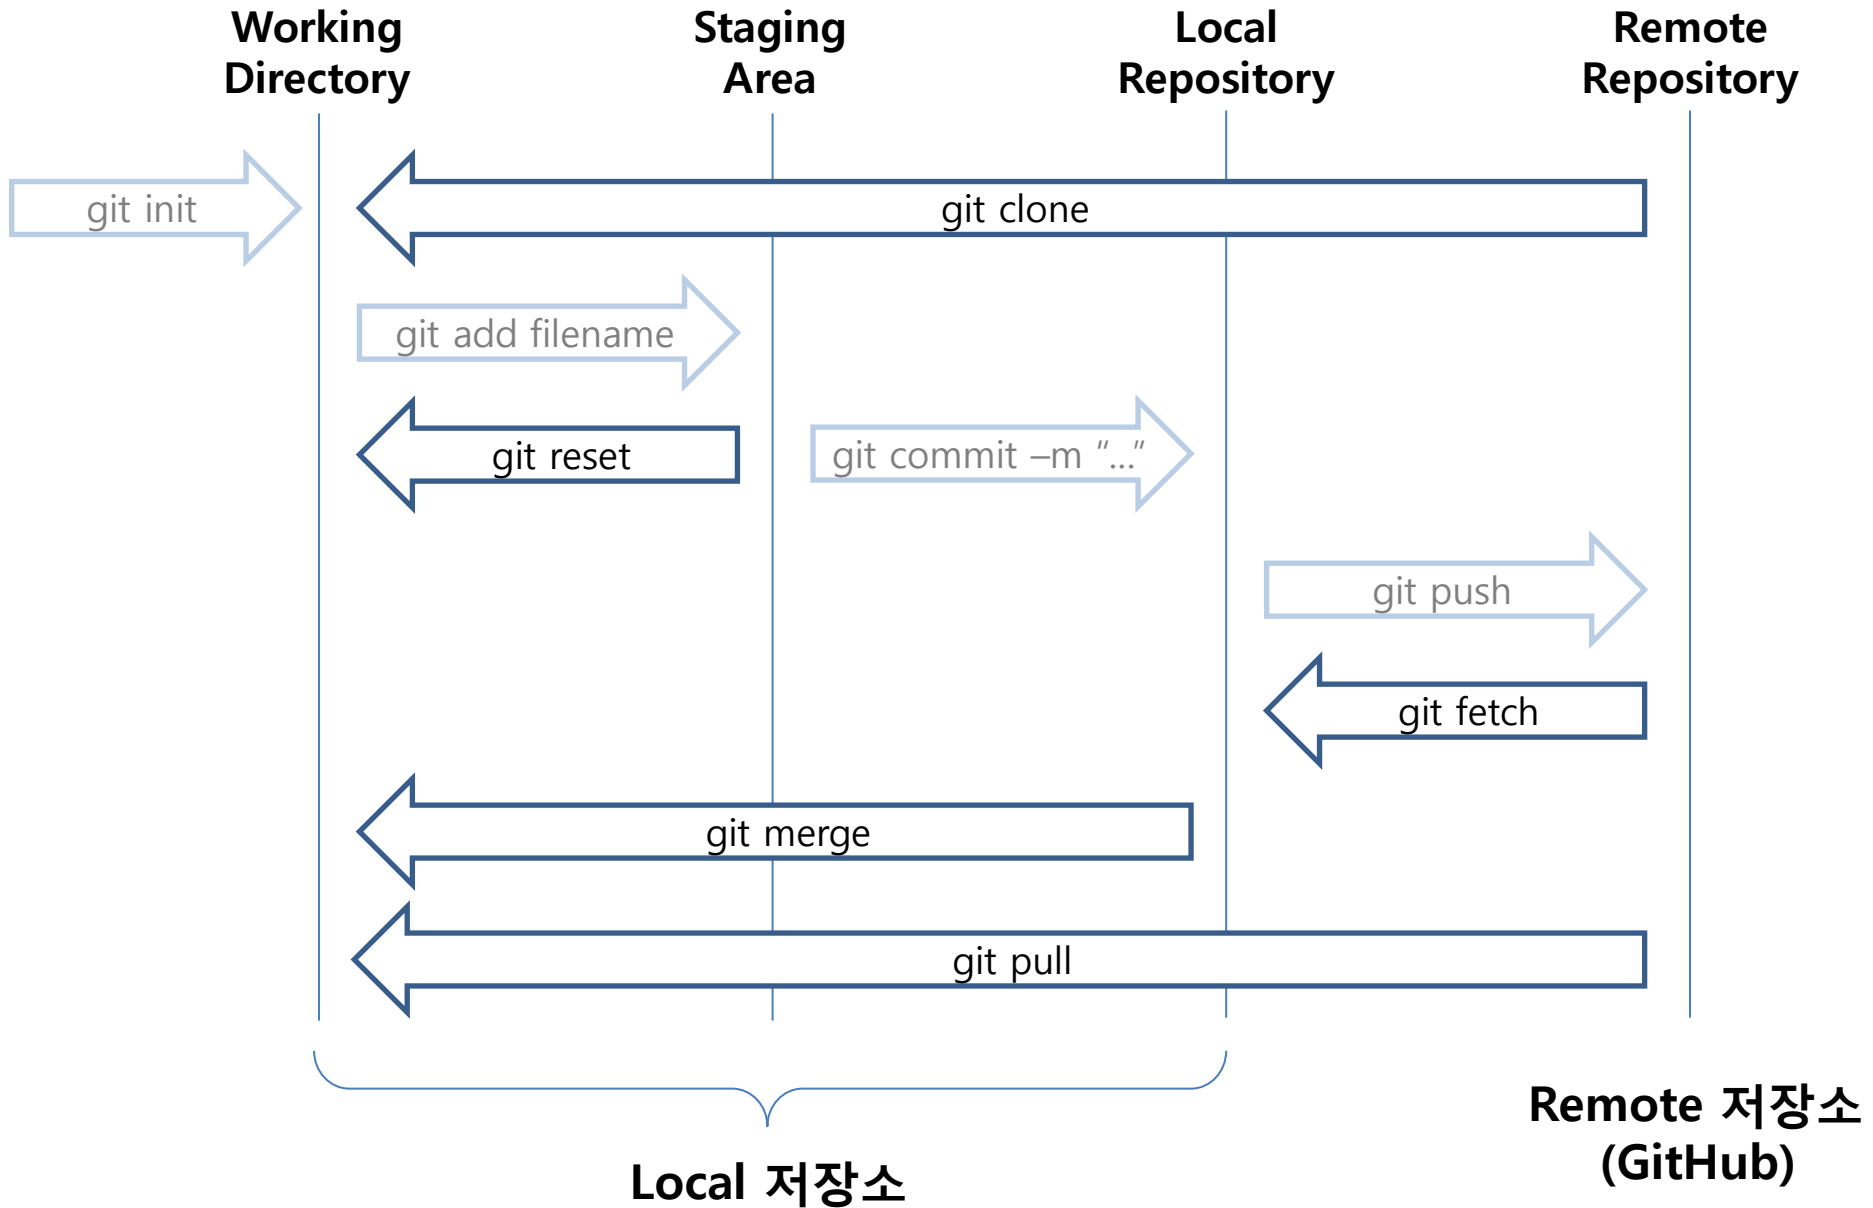 Working
Directory
Staging
Area
Local
Repository
Remote
Repository
git init
git clone
git add filename
git reset
git commit –m “…”
git push
git fetch
git merge
git pull
Local 저장소
Remote 저장소
(GitHub)